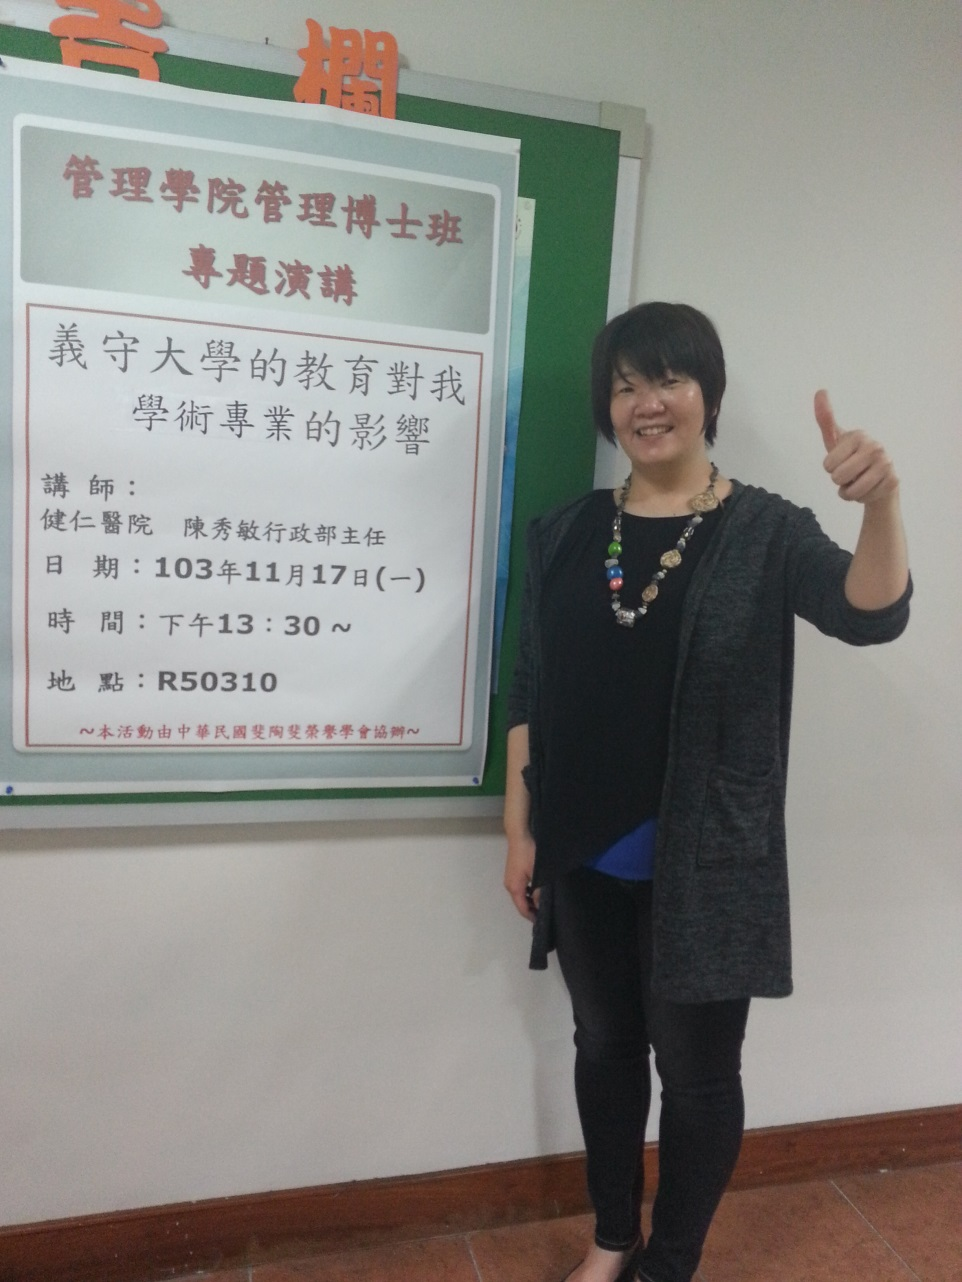 欄
管理學院管理博士班
專題演講
義守大學的教育對我
學術專業的影響
講 師：
健仁醫院 陳秀敏行政部主任
日 期：103年11月17日(一)
時 間：下午13：30～
地 點：R50310
～本活動由中華民國斐陶斐榮譽學會協辦～